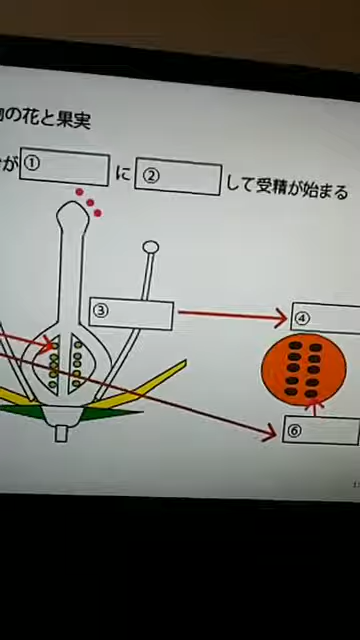 の花と果実
が ① に ② して受精が始まる
③
④
⑥